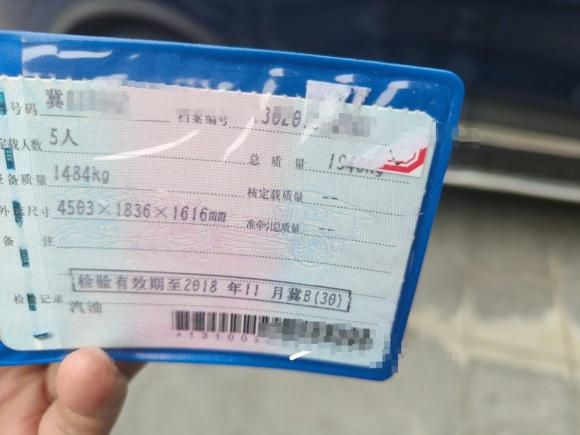 号码 冀 档案编号 13020
定载人数 5人 总质量
备质量 1484kg 核定载质量 --
外 尺寸 4503×1836×1616mm 准牵引总质量 --
备 注
检验有效期至2018 年11 月冀B(30)
检 记录 汽油
*131002